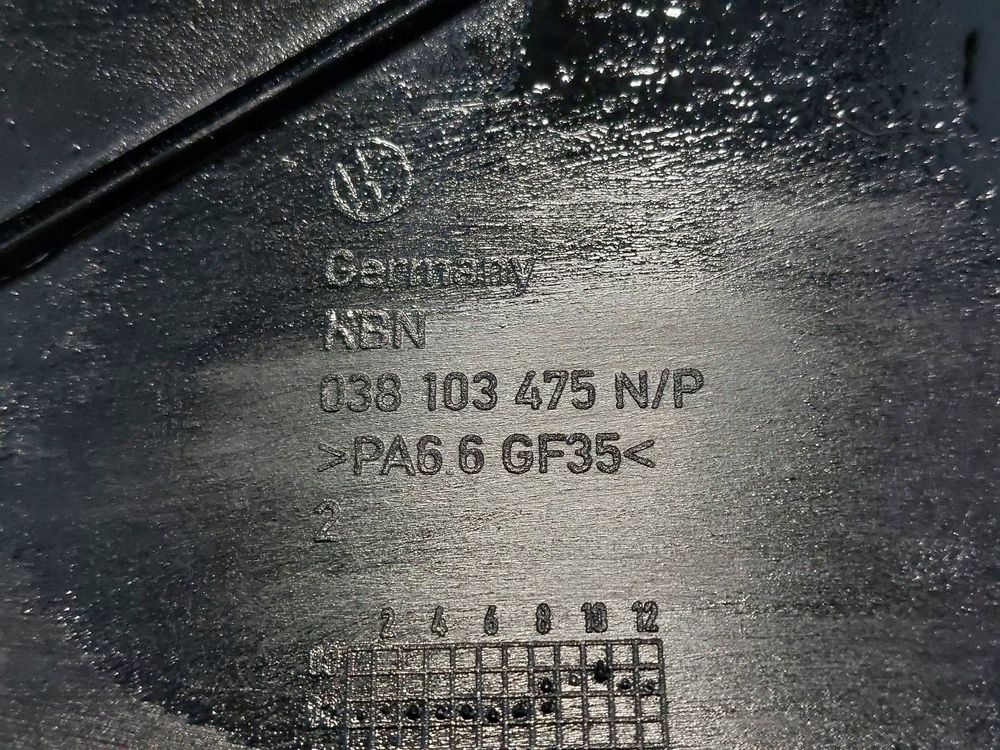 Germany
KBN
038 103 475 N/P
>PA6.6 GF35<
2
2 4 6 8 10 12